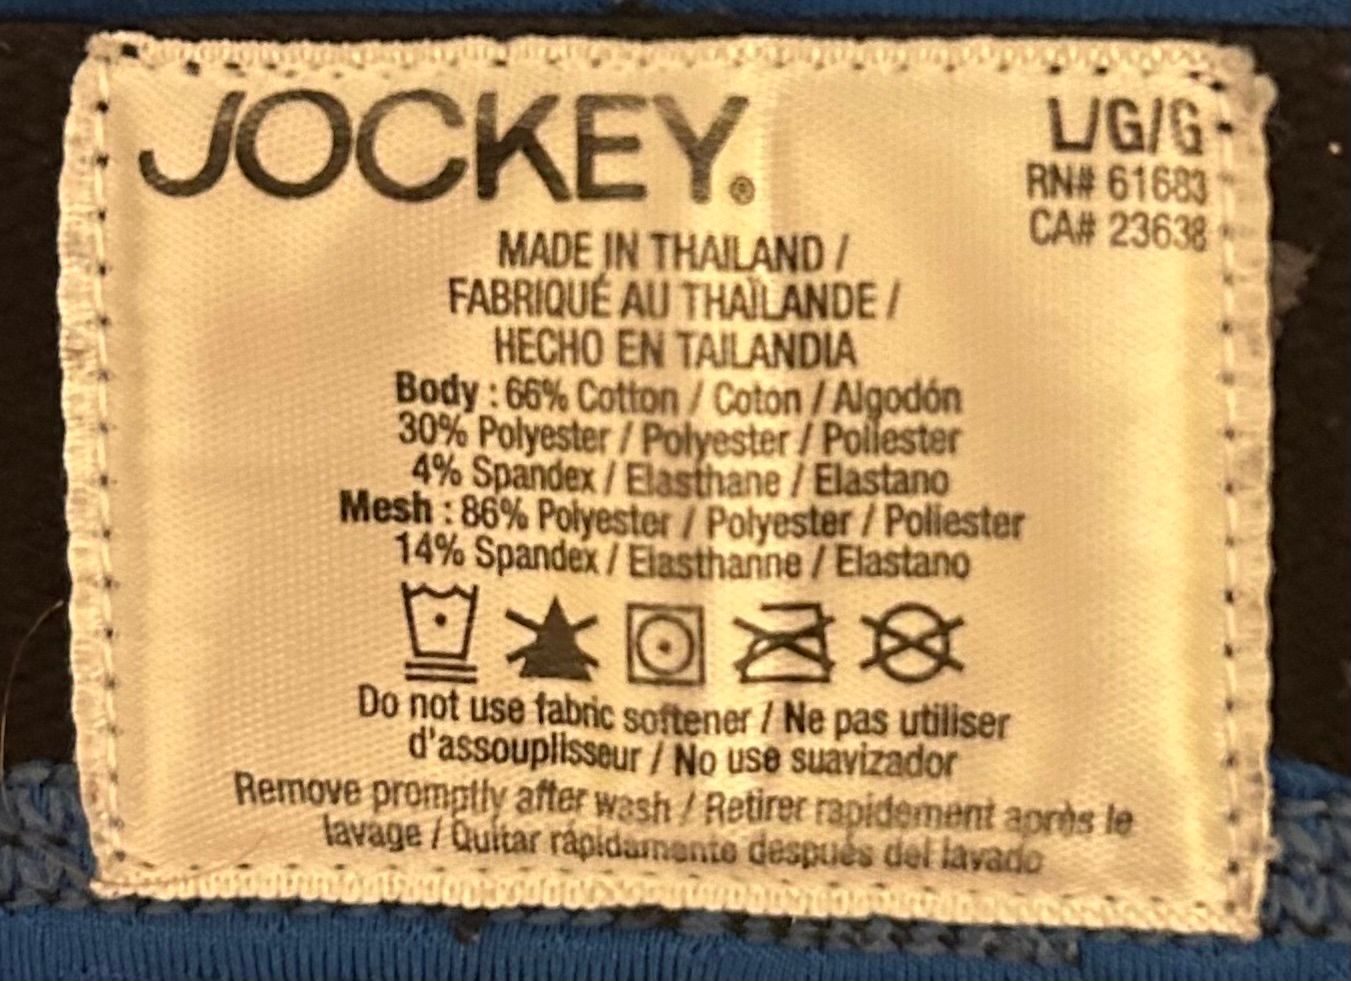 JOCKEY®
L/G/G
RN# 61683
CA# 23638
MADE IN THAILAND /
FABRIQUÉ AU THAÏLANDE /
HECHO EN TAILANDIA
Body : 66% Cotton / Coton / Algodón
30% Polyester / Polyester / Poliester
4% Spandex / Elasthane / Elastano
Mesh : 86% Polyester / Polyester / Poliester
14% Spandex / Elasthanne / Elastano
Do not use fabric softener / Ne pas utiliser
d'assouplisseur / No use suavizador
Remove promptly after wash / Retirer rapidement après le
lavage / Quitar rápidamente después del lavado